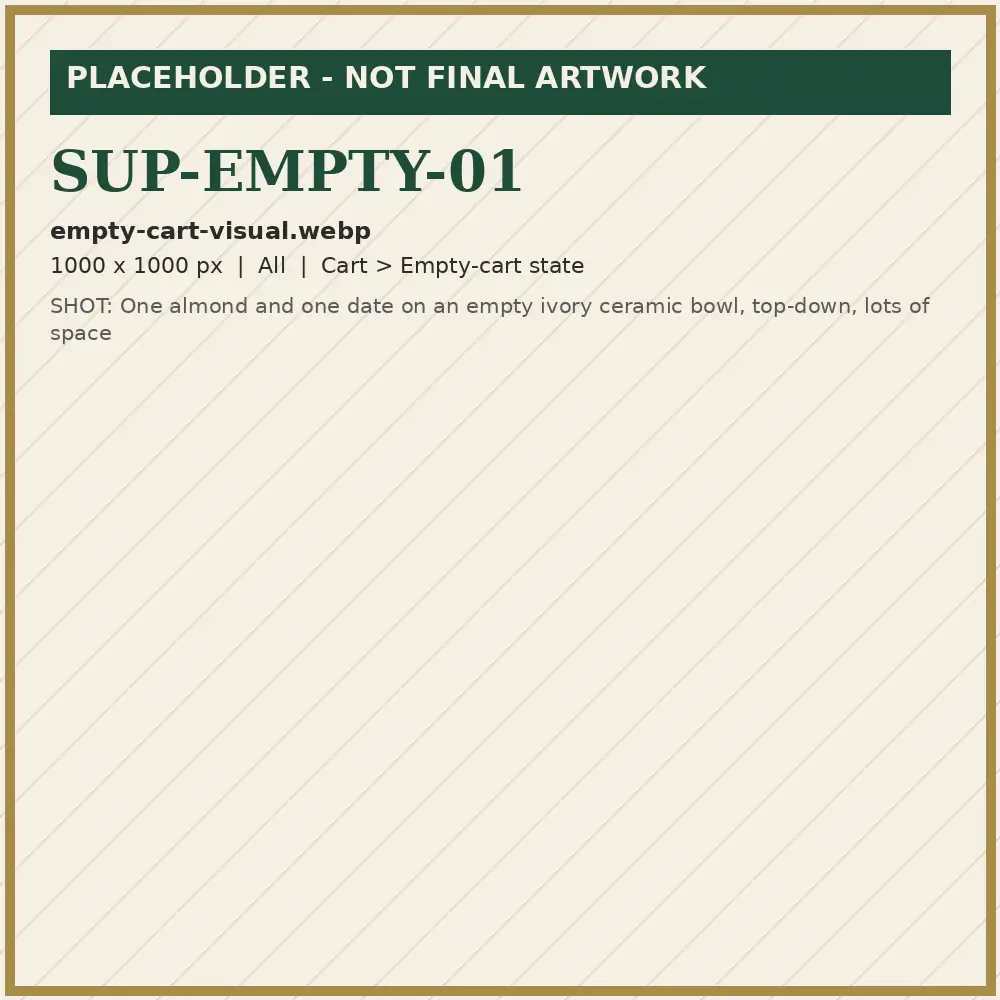 PLACEHOLDER - NOT FINAL ARTWORK
SUP-EMPTY-01
empty-cart-visual.webp
1000 x 1000 px | All | Cart > Empty-cart state
SHOT: One almond and one date on an empty ivory ceramic bowl, top-down, lots of
space